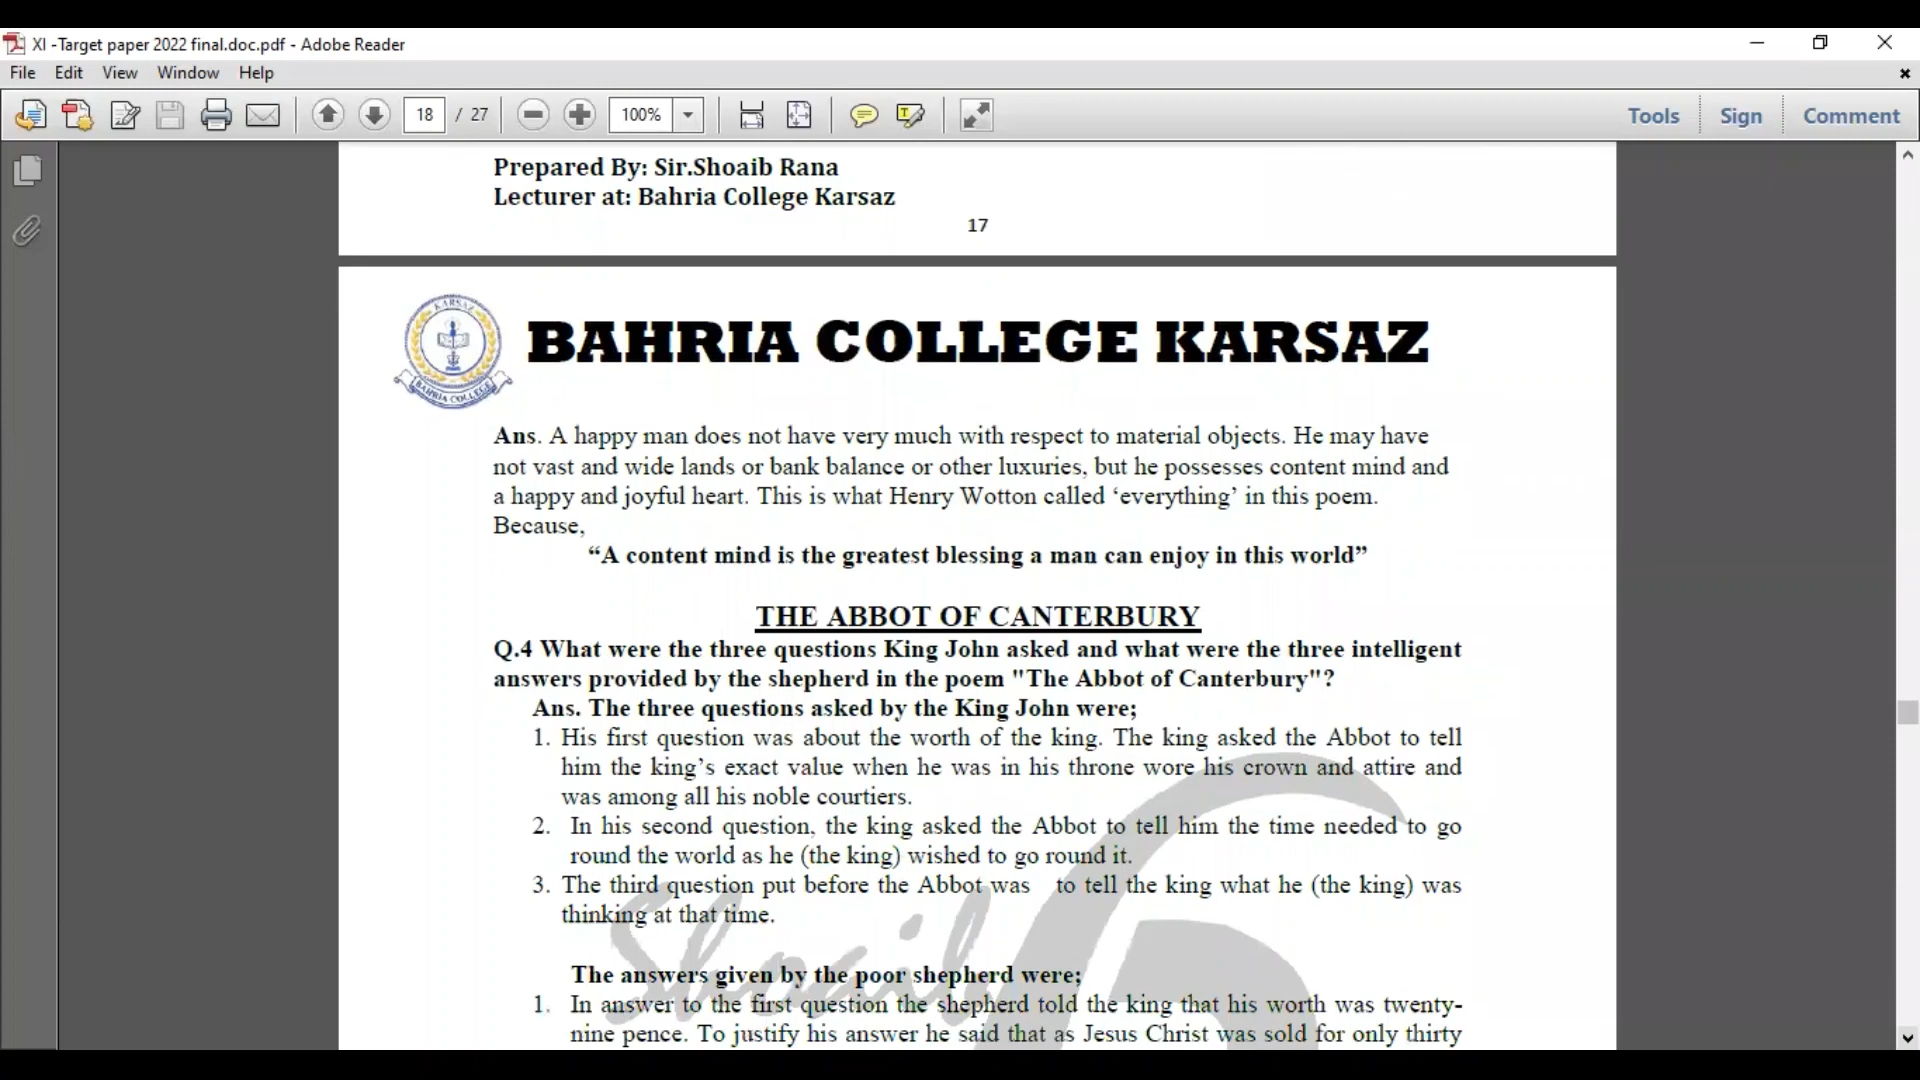 XI -Target paper 2022 final.doc.pdf - Adobe Reader
File Edit View Window Help
18 / 27 100% Tools Sign Comment
Prepared By: Sir.Shoaib Rana
Lecturer at: Bahria College Karsaz
17
KARSAZ
BAHRIA COLLEGE
BAHRIA COLLEGE KARSAZ
Ans. A happy man does not have very much with respect to material objects. He may have
not vast and wide lands or bank balance or other luxuries, but he possesses content mind and
a happy and joyful heart. This is what Henry Wotton called ‘everything’ in this poem.
Because,
“A content mind is the greatest blessing a man can enjoy in this world”
THE ABBOT OF CANTERBURY
Q.4 What were the three questions King John asked and what were the three intelligent
answers provided by the shepherd in the poem "The Abbot of Canterbury"?
Ans. The three questions asked by the King John were;
1. His first question was about the worth of the king. The king asked the Abbot to tell
him the king’s exact value when he was in his throne wore his crown and attire and
was among all his noble courtiers.
2. In his second question, the king asked the Abbot to tell him the time needed to go
round the world as he (the king) wished to go round it.
3. The third question put before the Abbot was to tell the king what he (the king) was
thinking at that time.
Shoaib
The answers given by the poor shepherd were;
1. In answer to the first question the shepherd told the king that his worth was twenty-
nine pence. To justify his answer he said that as Jesus Christ was sold for only thirty